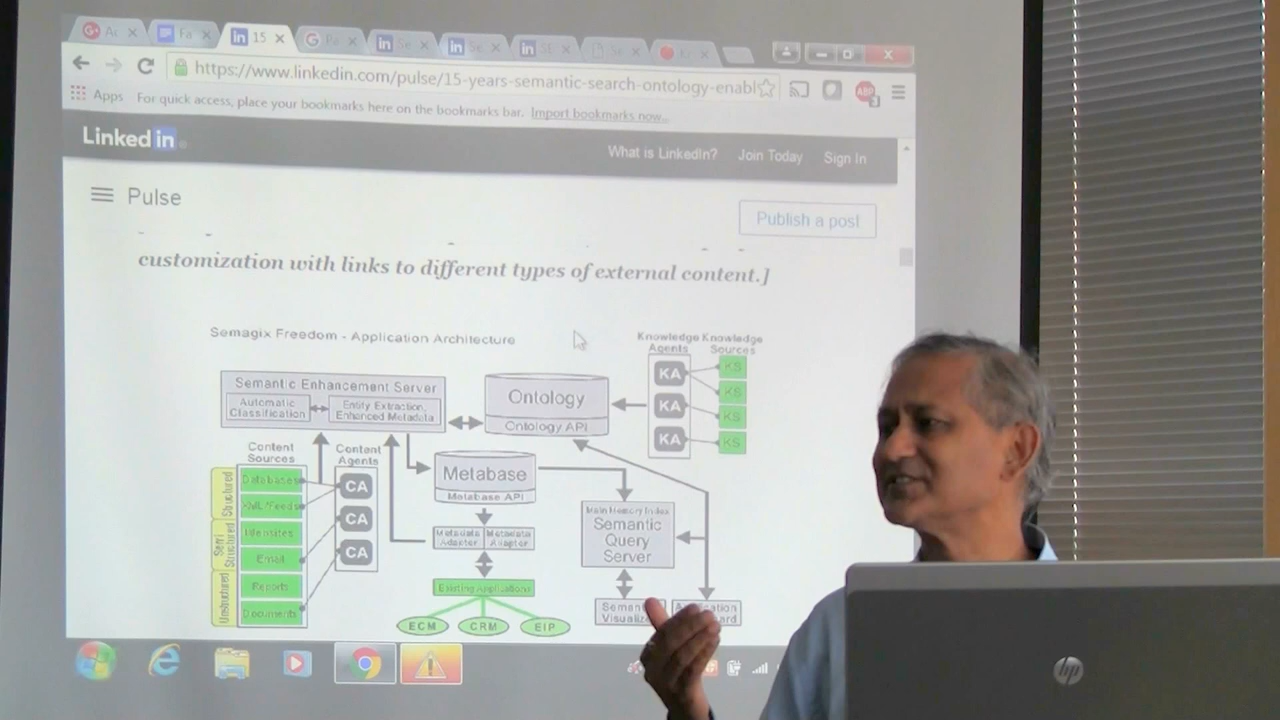 15
https://www.linkedin.com/pulse/15-years-semantic-search-ontology-enabl
ABP
Apps For quick access, place your bookmarks here on the bookmarks bar. Import bookmarks now...
Linked in
What is LinkedIn? Join Today Sign In
Pulse
Publish a post
customization with links to different types of external content.]
Semagix Freedom - Application Architecture
Knowledge Agents
Knowledge Sources
KA
KA
KA
KS
KS
KS
KS
Semantic Enhancement Server
Automatic Classification
Entity Extraction, Enhanced Metadata
Ontology
Ontology API
Content Sources
Content Agents
Structured
Semi Structured
Unstructured
Databases
XML/Feeds
Websites
Email
Reports
Documents
CA
CA
CA
Metabase
Metabase API
Metadata Adapter
Metadata Adapter
Existing Applications
ECM
CRM
EIP
Main Memory Index
Semantic
Query
Server
hp